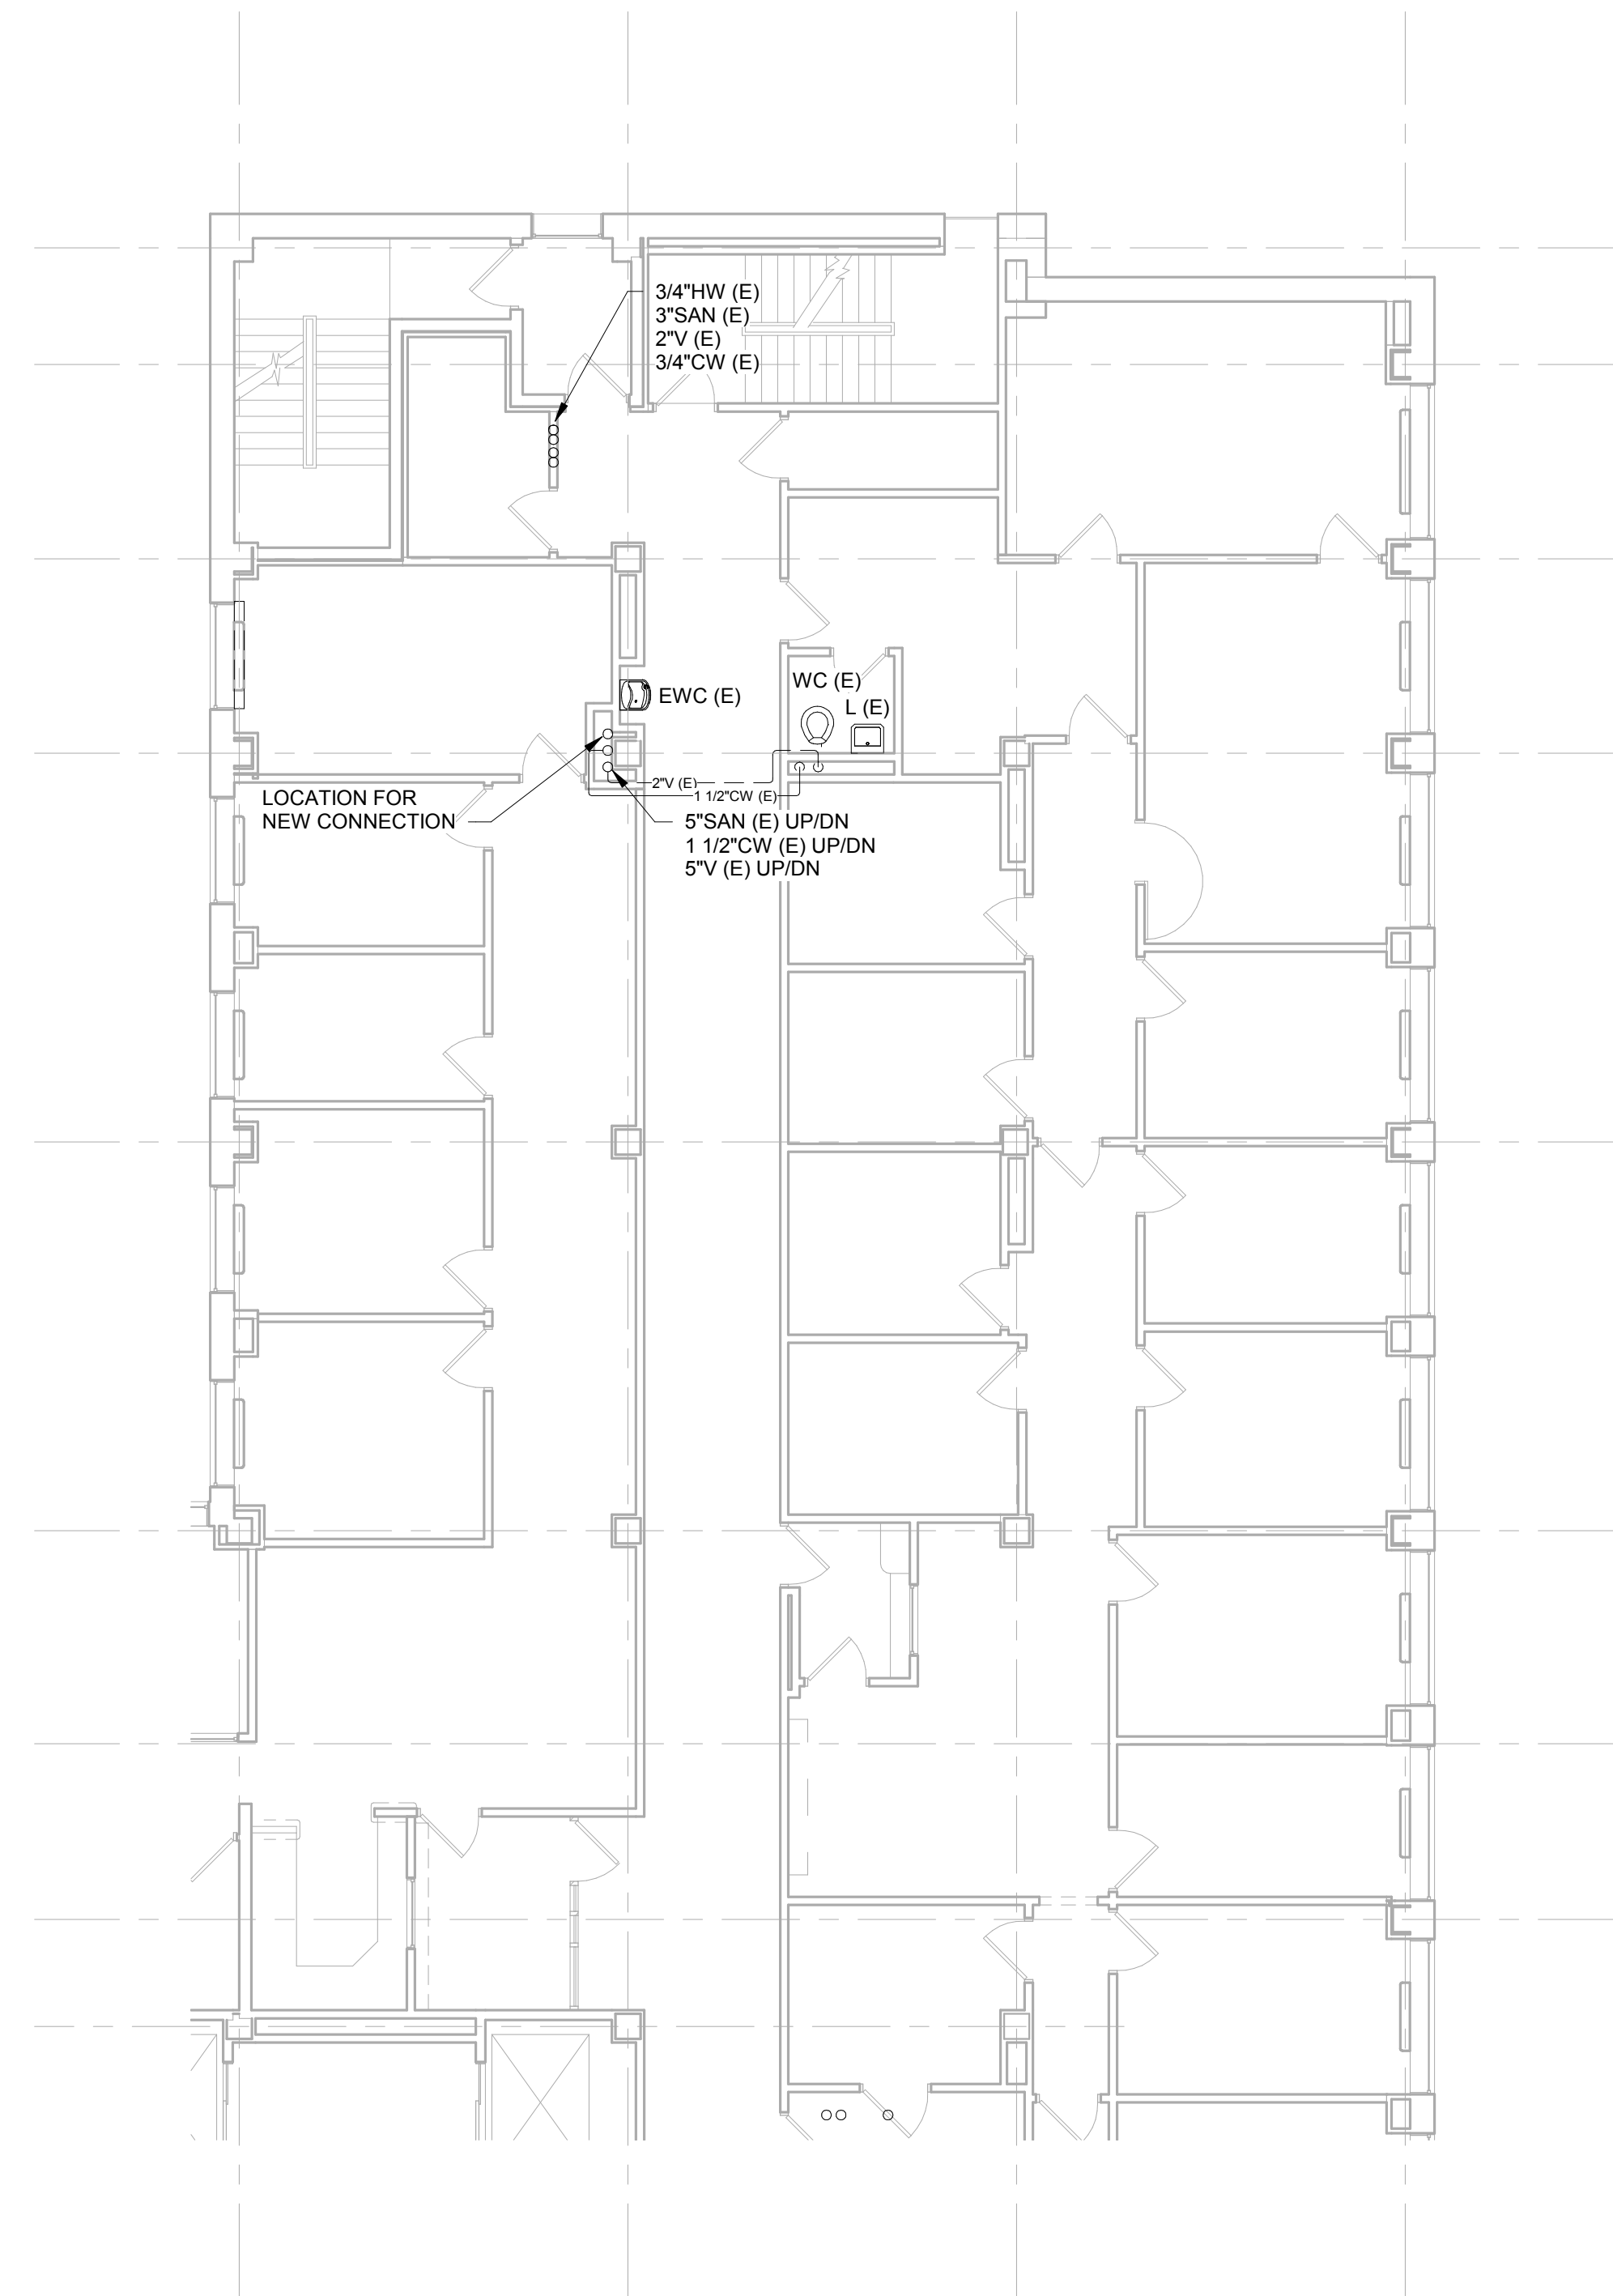 3/4"HW (E)
3"SAN (E)
2"V (E)
3/4"CW (E)
WC (E)
EWC (E)
L (E)
2"V (E)
1 1/2"CW (E)
LOCATION FOR
NEW CONNECTION
5"SAN (E) UP/DN
1 1/2"CW (E) UP/DN
5"V (E) UP/DN